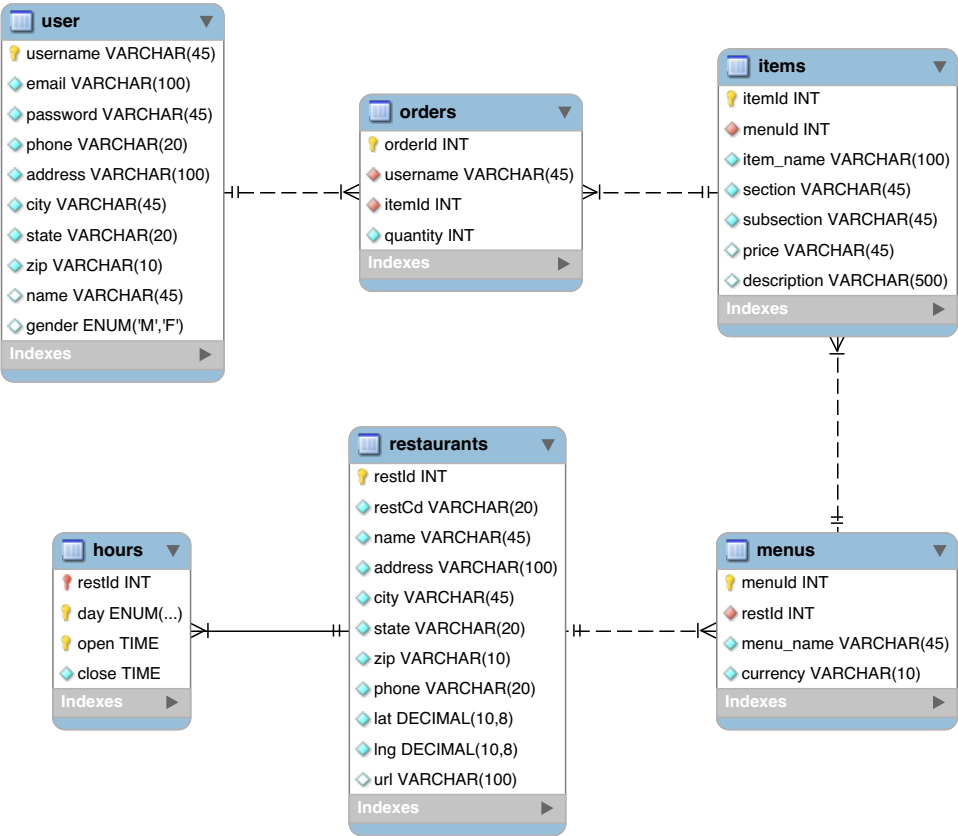 user
username VARCHAR(45)
email VARCHAR(100)
password VARCHAR(45)
phone VARCHAR(20)
address VARCHAR(100)
city VARCHAR(45)
state VARCHAR(20)
zip VARCHAR(10)
name VARCHAR(45)
gender ENUM('M','F')
Indexes
orders
orderId INT
username VARCHAR(45)
itemId INT
quantity INT
Indexes
items
itemId INT
menuId INT
item_name VARCHAR(100)
section VARCHAR(45)
subsection VARCHAR(45)
price VARCHAR(45)
description VARCHAR(500)
Indexes
hours
restId INT
day ENUM(...)
open TIME
close TIME
Indexes
restaurants
restId INT
restCd VARCHAR(20)
name VARCHAR(45)
address VARCHAR(100)
city VARCHAR(45)
state VARCHAR(20)
zip VARCHAR(10)
phone VARCHAR(20)
lat DECIMAL(10,8)
lng DECIMAL(10,8)
url VARCHAR(100)
Indexes
menus
menuId INT
restId INT
menu_name VARCHAR(45)
currency VARCHAR(10)
Indexes